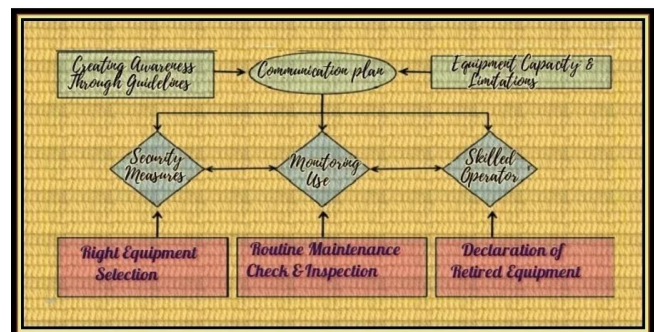 Creating Awareness
Through Guidelines
Communication plan
Equipment Capacity &
Limitations
Security
Measures
Monitoring
Use
Skilled
Operator
Right Equipment
Selection
Routine Maintenance
Check & Inspection
Declaration of
Retired Equipment